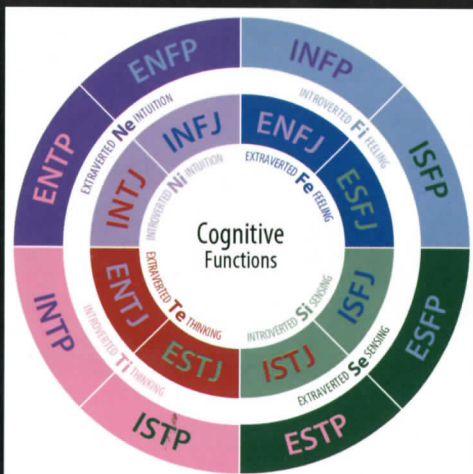 ENFP
INFP
ENTP
ISFP
EXTRAVERTED Ne INTUITION
INTROVERTED Fi FEELING
INFJ
ENFJ
INTJ
ESFJ
INTROVERTED Ni INTUITION
EXTRAVERTED Fe FEELING
Cognitive
Functions
EXTRAVERTED Te THINKING
INTROVERTED Si SENSING
ENTJ
ISFJ
ESTJ
ISTJ
INTROVERTED Ti THINKING
EXTRAVERTED Se SENSING
INTP
ESFP
ISTP
ESTP